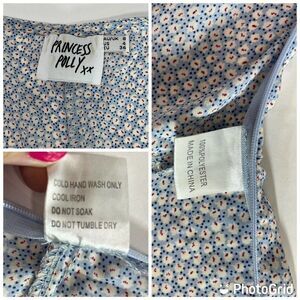 PRINCESS
POLLY
xx
100%POLYESTER
MADE IN CHINA
COLD HAND WASH ONLY
COOL IRON
DO NOT SOAK
DO NOT TUMBLE DRY
PhotoGrid